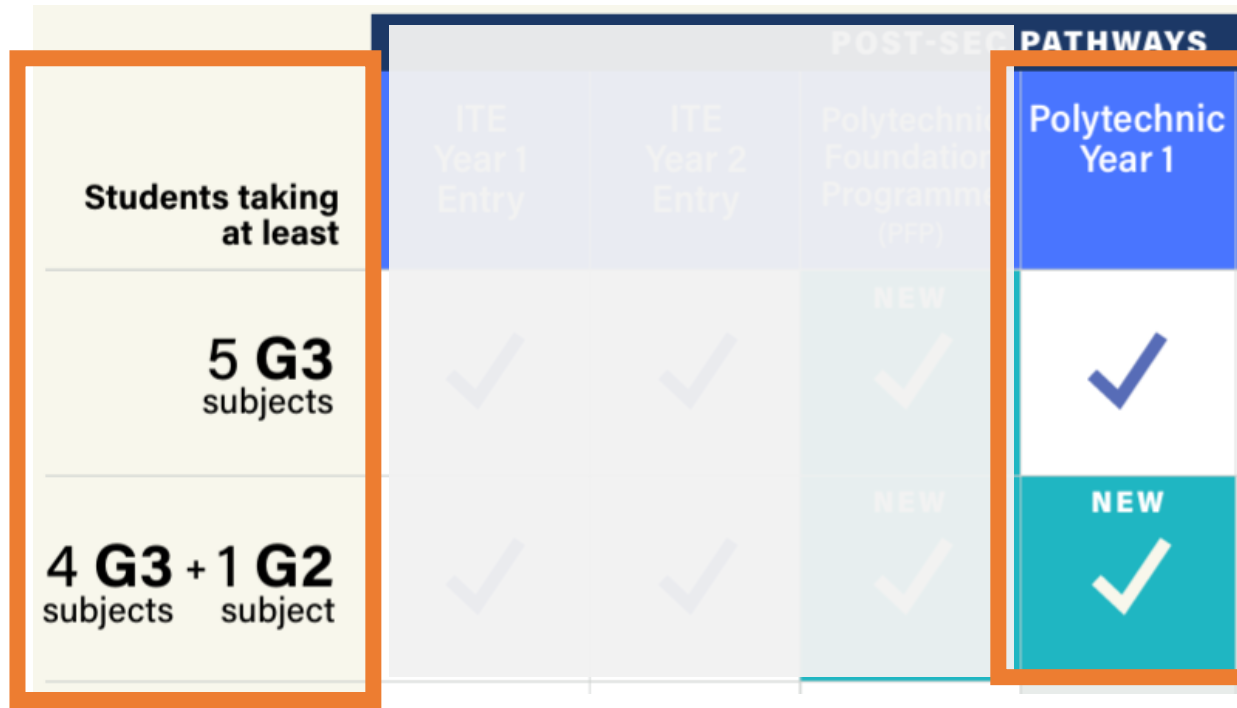 POST-SEC PATHWAYS
ITE
Year 1
Entry
ITE
Year 2
Entry
Polytechnic
Foundation
Programme
(PFP)
Polytechnic
Year 1
Students taking
at least
NEW
5 G3
subjects
NEW
NEW
4 G3 + 1 G2
subjects subject